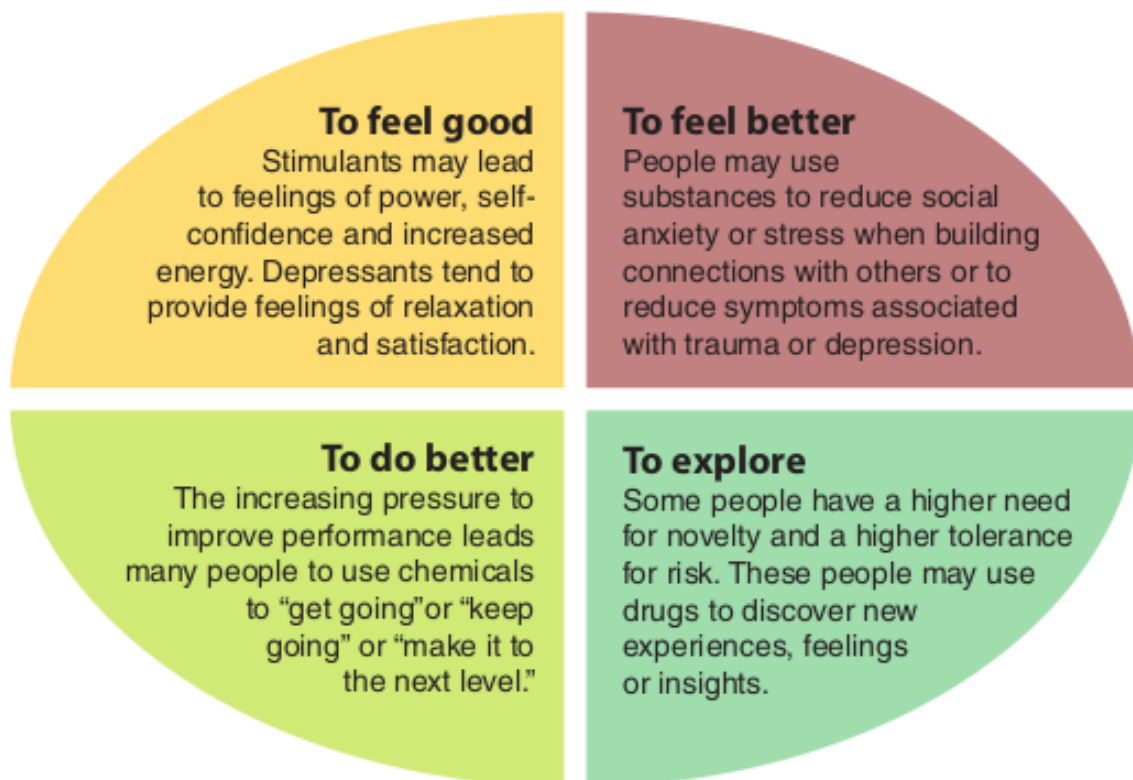 To feel good
Stimulants may lead
to feelings of power, self-
confidence and increased
energy. Depressants tend to
provide feelings of relaxation
and satisfaction.
To feel better
People may use
substances to reduce social
anxiety or stress when building
connections with others or to
reduce symptoms associated
with trauma or depression.
To do better
The increasing pressure to
improve performance leads
many people to use chemicals
to “get going”or “keep
going” or “make it to
the next level.”
To explore
Some people have a higher need
for novelty and a higher tolerance
for risk. These people may use
drugs to discover new
experiences, feelings
or insights.